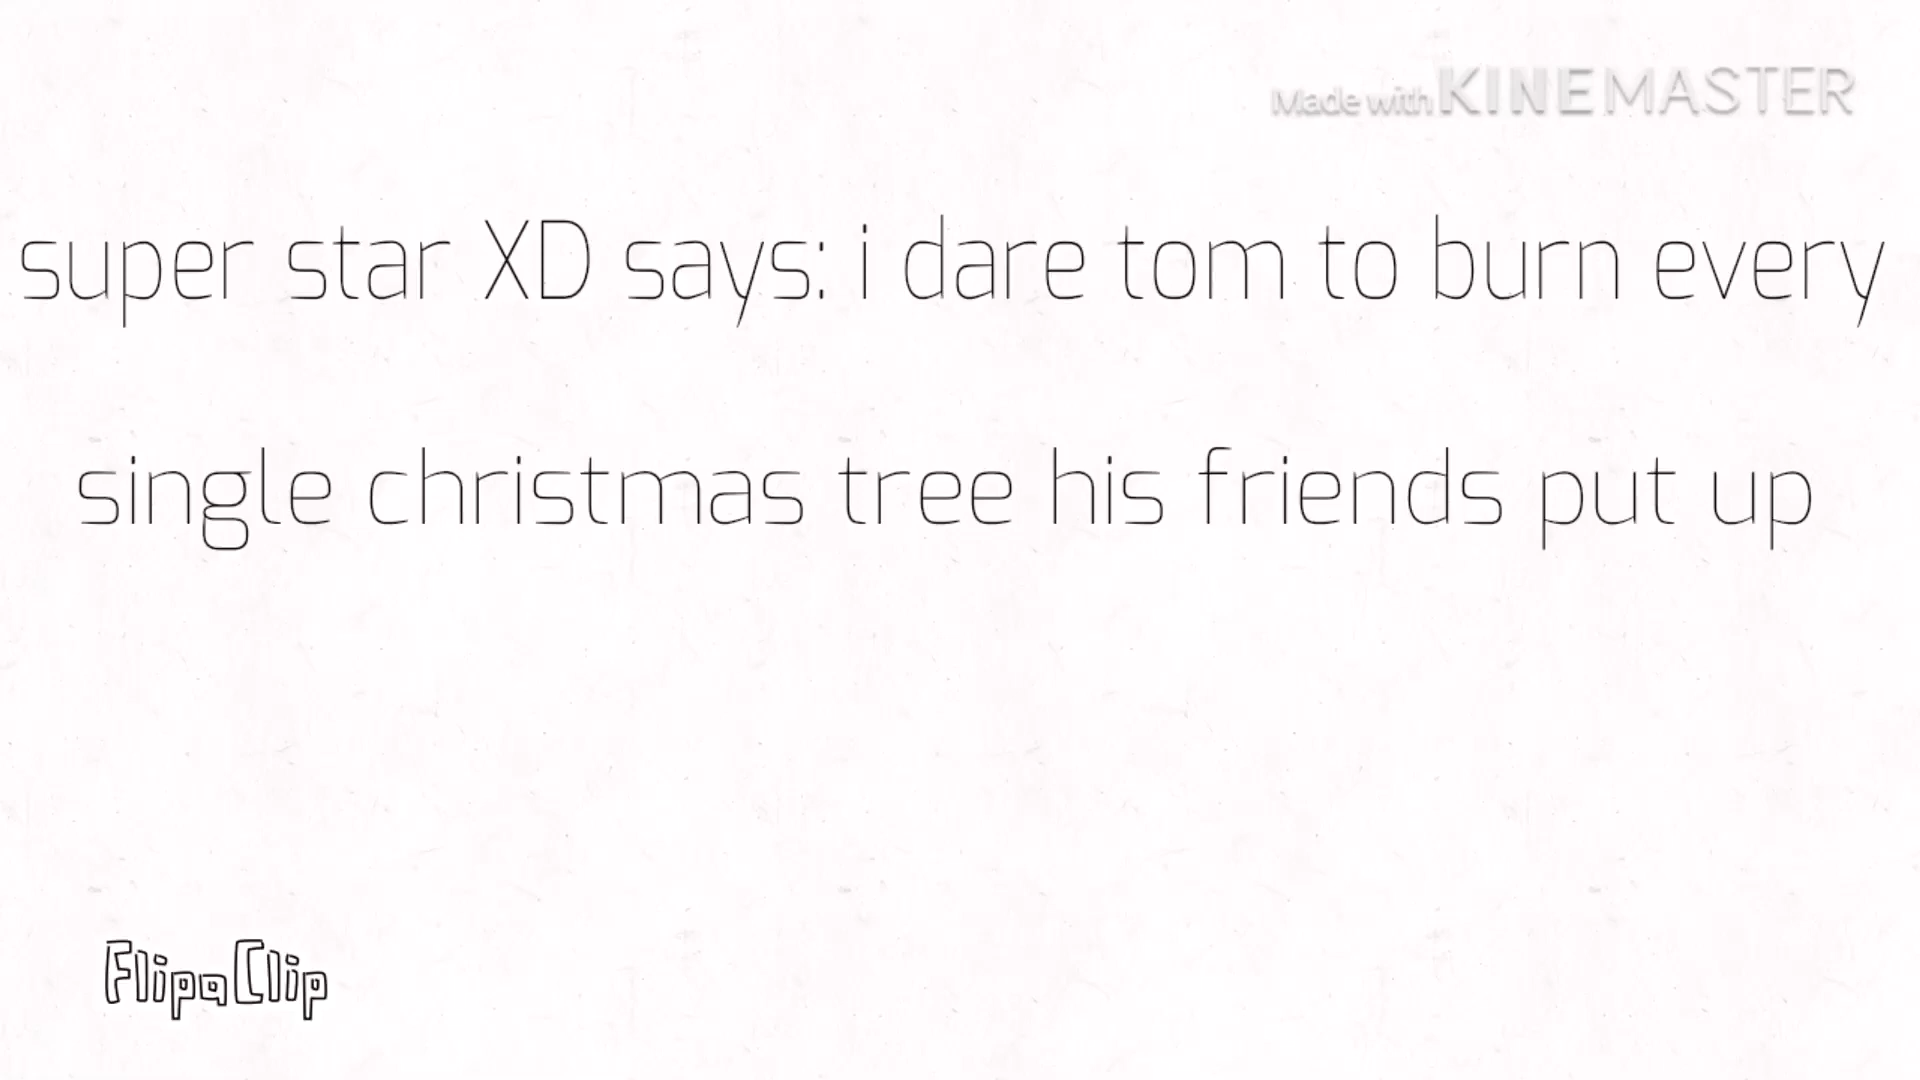 Made with KINEMASTER
super star XD says: i dare tom to burn every
single christmas tree his friends put up
FlipaClip